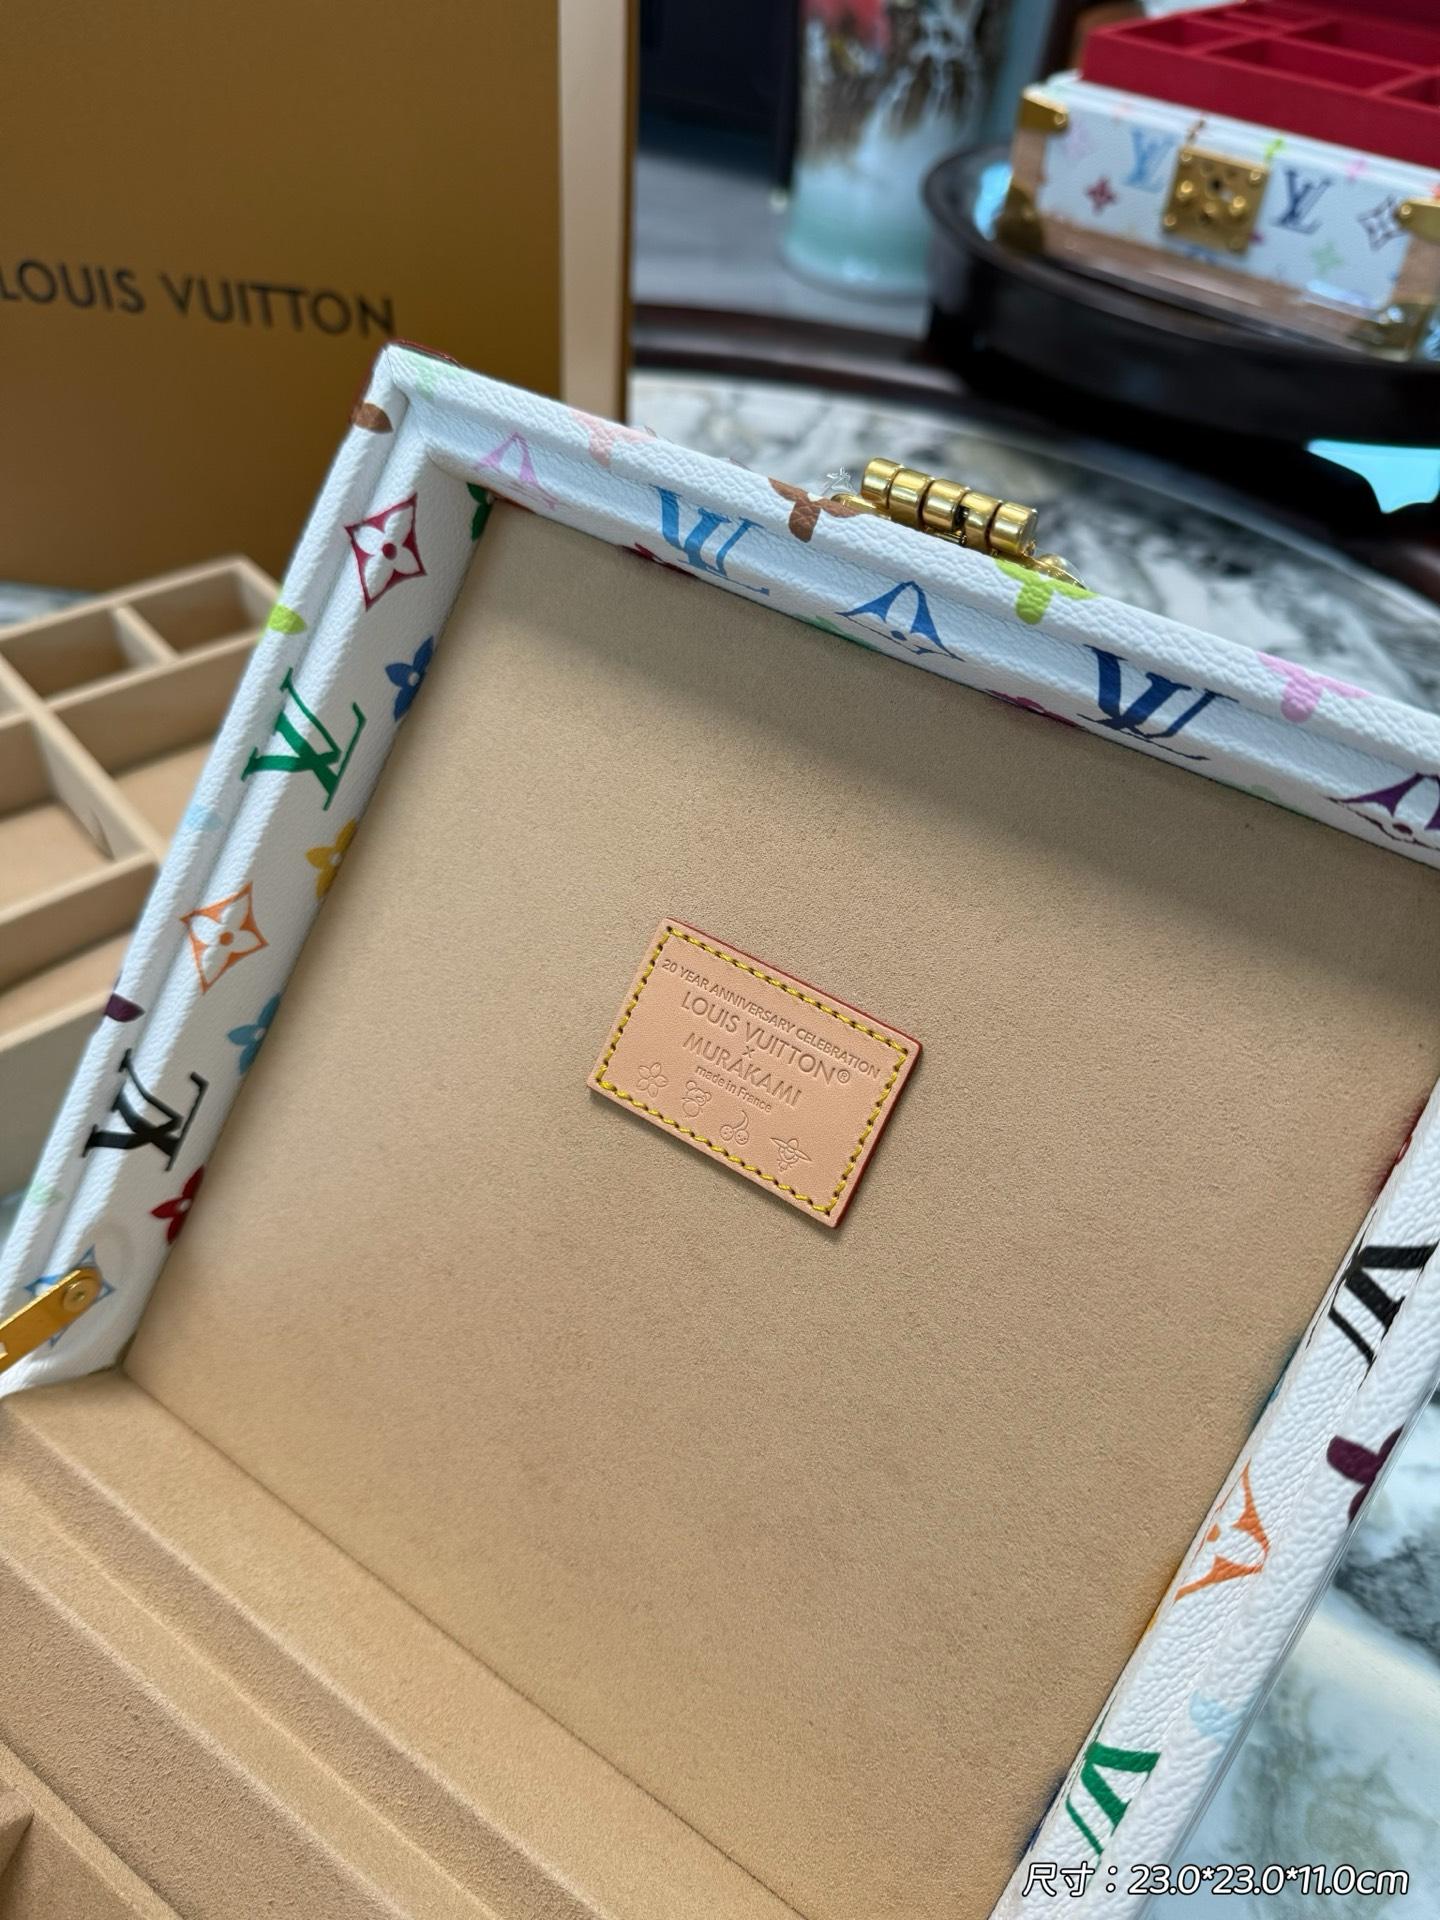 LOUIS VUITTON
20 YEAR ANNIVERSARY CELEBRATION
LOUIS VUITTON®
×
MURAKAMI
made in France
尺寸：23.0*23.0*11.0cm